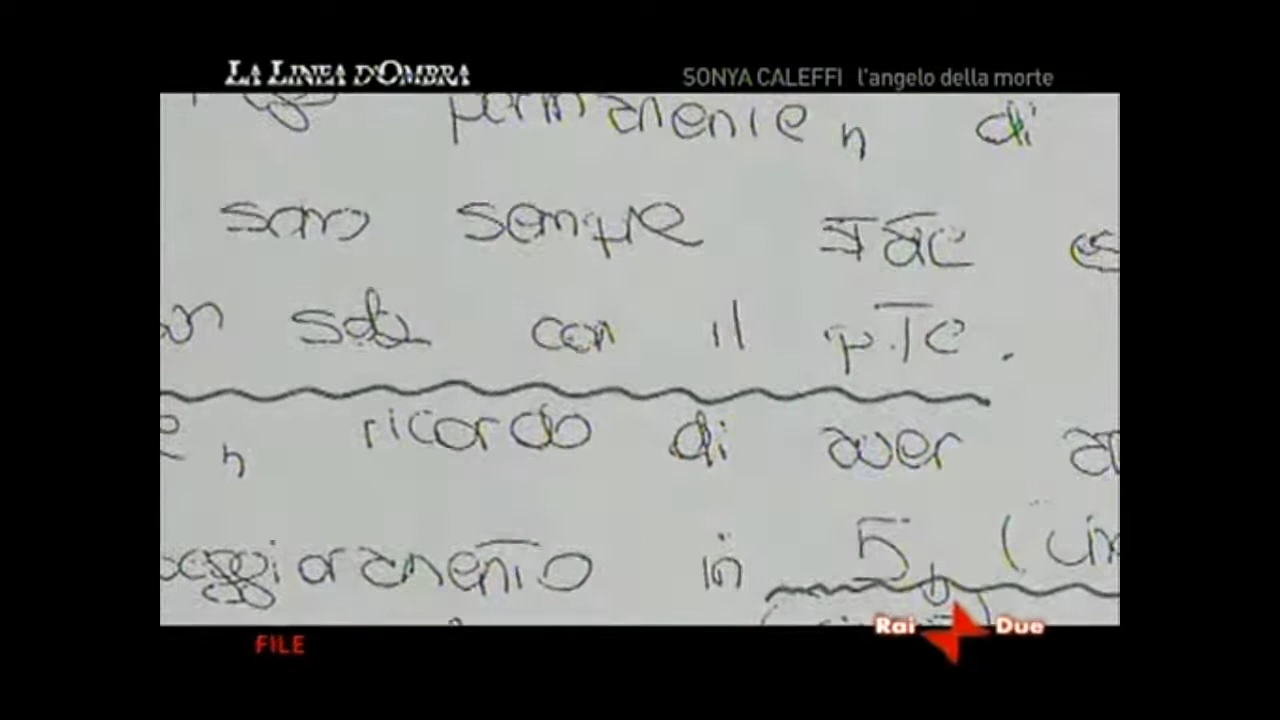 LA LINEA D'OMBRA
SONYA CALEFFI l'angelo della morte
permanente, di
sono sempre state
sola con il p.te.
ricordo di aver
in 5
Rai Due
FILE